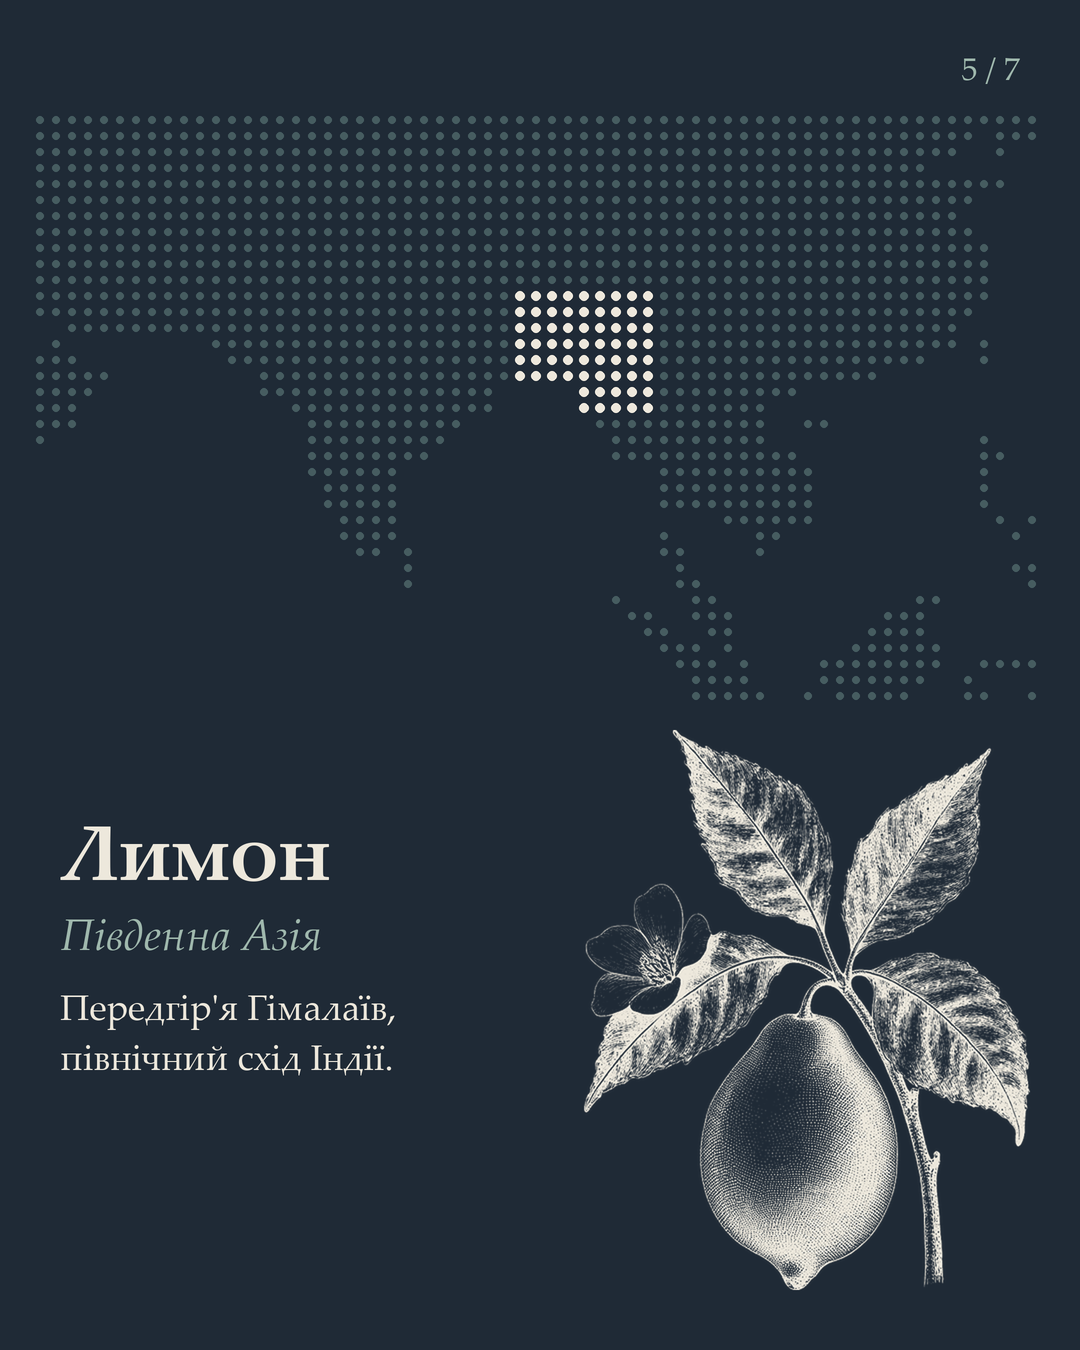 5 / 7
Лимон
Південна Азія
Передгір'я Гімалаїв,
північний схід Індії.